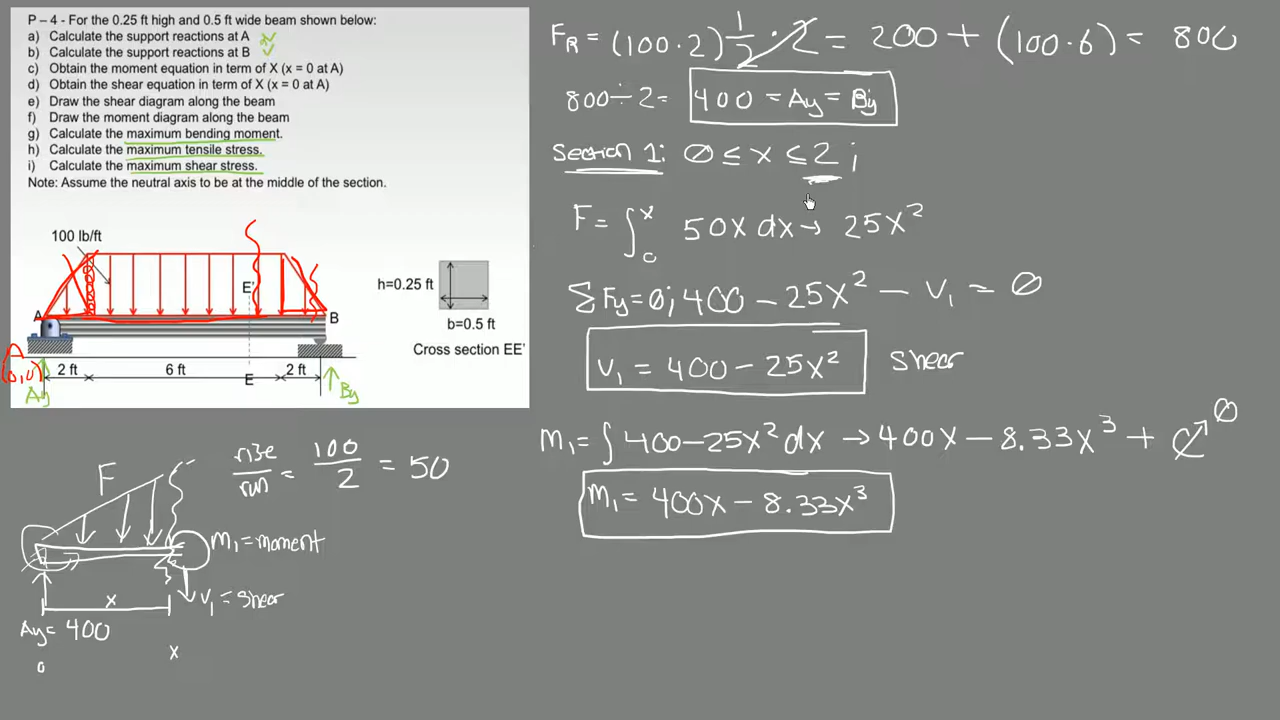 P – 4 - For the 0.25 ft high and 0.5 ft wide beam shown below:
a) Calculate the support reactions at A
b) Calculate the support reactions at B
c) Obtain the moment equation in term of X (x = 0 at A)
d) Obtain the shear equation in term of X (x = 0 at A)
e) Draw the shear diagram along the beam
f) Draw the moment diagram along the beam
g) Calculate the maximum bending moment.
h) Calculate the maximum tensile stress.
i) Calculate the maximum shear stress.
Note: Assume the neutral axis to be at the middle of the section.
100 lb/ft
E'
A
B
h=0.25 ft
b=0.5 ft
Cross section EE'
A
(0,0)
2 ft
6 ft
E
2 ft
Ay
By
F_R = (100·2) 1/2 · 2 = 200 + (100·6) = 800
800 ÷ 2 = 400 = Ay = By
Section 1: 0 ≤ x ≤ 2 ;
F = ∫_0^x 50x dx → 25x²
ΣFy = 0; 400 − 25x² − V₁ = 0
V₁ = 400 − 25x² shear
M₁ = ∫ 400 − 25x² dx → 400x − 8.33x³ + C → 0
M₁ = 400x − 8.33x³
rise/run = 100/2 = 50
F
M₁ = moment
V₁ = shear
x
Ay = 400
0
x